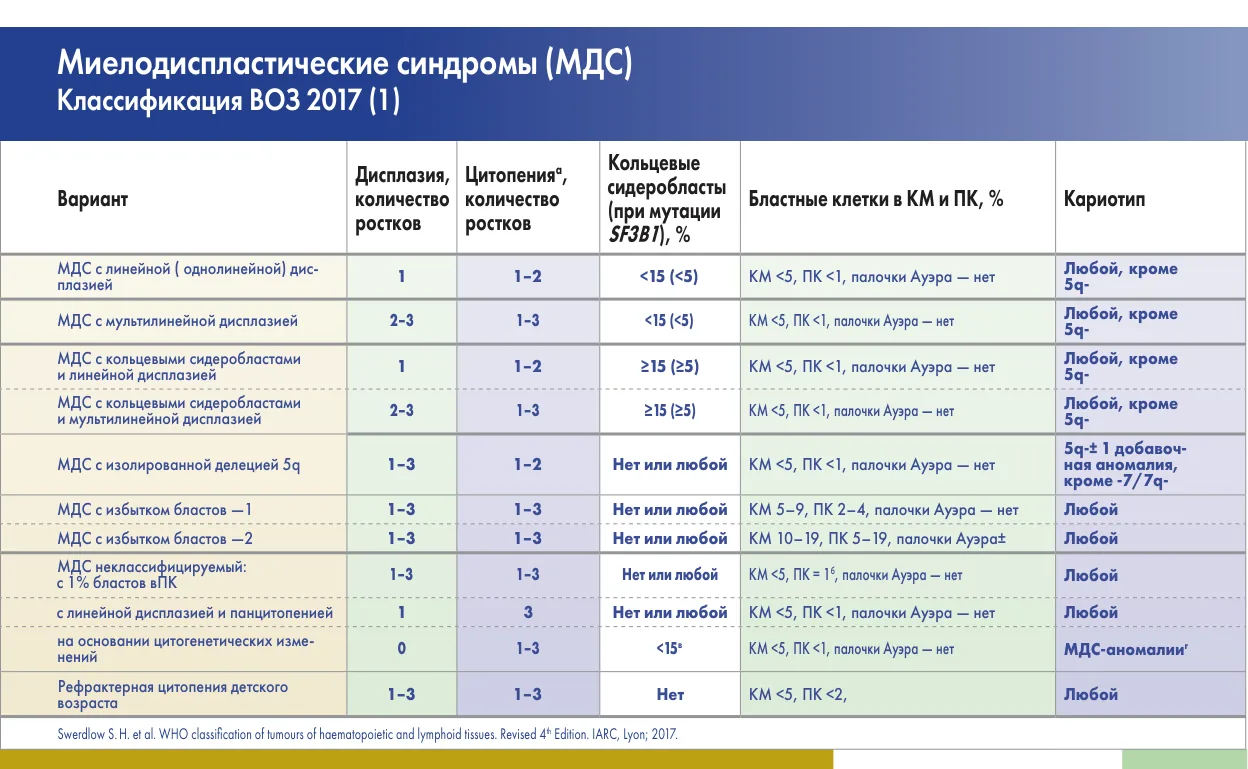 Миелодиспластические синдромы (МДС)
Классификация ВОЗ 2017 (1)
Вариант
Дисплазия,
количество
ростков
Цитопенияᵃ,
количество
ростков
Кольцевые
сидеробласты
(при мутации
SF3B1), %
Бластные клетки в КМ и ПК, %
Кариотип
МДС с линейной ( однолинейной) дис-
плазией
1
1–2
<15 (<5)
КМ <5, ПК <1, палочки Ауэра — нет
Любой, кроме
5q-
МДС с мультилинейной дисплазией
2–3
1–3
<15 (<5)
КМ <5, ПК <1, палочки Ауэра — нет
Любой, кроме
5q-
МДС с кольцевыми сидеробластами
и линейной дисплазией
1
1–2
≥15 (≥5)
КМ <5, ПК <1, палочки Ауэра — нет
Любой, кроме
5q-
МДС с кольцевыми сидеробластами
и мультилинейной дисплазией
2–3
1–3
≥15 (≥5)
КМ <5, ПК <1, палочки Ауэра — нет
Любой, кроме
5q-
МДС с изолированной делецией 5q
1–3
1–2
Нет или любой
КМ <5, ПК <1, палочки Ауэра — нет
5q-± 1 добавоч-
ная аномалия,
кроме -7/7q-
МДС с избытком бластов —1
1–3
1–3
Нет или любой
КМ 5–9, ПК 2–4, палочки Ауэра — нет
Любой
МДС с избытком бластов —2
1–3
1–3
Нет или любой
КМ 10–19, ПК 5–19, палочки Ауэра±
Любой
МДС неклассифицируемый:
с 1% бластов вПК
1–3
1–3
Нет или любой
КМ <5, ПК = 1ᵇ, палочки Ауэра — нет
Любой
с линейной дисплазией и панцитопенией
1
3
Нет или любой
КМ <5, ПК <1, палочки Ауэра — нет
Любой
на основании цитогенетических изме-
нений
0
1–3
<15ᵸ
КМ <5, ПК <1, палочки Ауэра — нет
МДС-аномалииᴦ
Рефрактерная цитопения детского
возраста
1–3
1–3
Нет
КМ <5, ПК <2,
Любой
Swerdlow S. H. et al. WHO classification of tumours of haematopoietic and lymphoid tissues. Revised 4th Edition. IARC, Lyon; 2017.